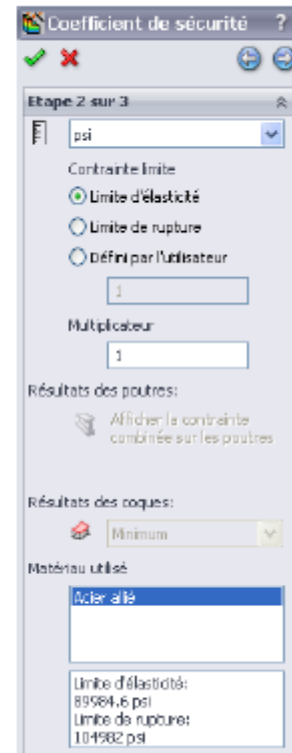 Coefficient de sécurité ?
Etape 2 sur 3
psi
Contrainte limite
Limite d'élasticité
Limite de rupture
Défini par l'utilisateur
1
Multiplicateur
1
Résultats des poutres:
Afficher la contrainte
combinée sur les poutres
Résultats des coques:
Minimum
Matériau utilisé
Acier allié
Limite d'élasticité:
89984.6 psi
Limite de rupture:
104982 psi